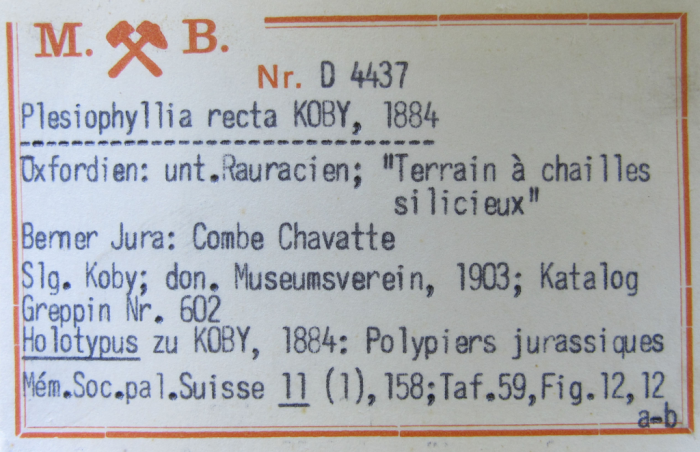 M. B.
Nr. D 4437
Plesiophyllia recta KOBY, 1884
Oxfordien: unt.Rauracien; "Terrain à chailles
silicieux"
Berner Jura: Combe Chavatte
Slg. Koby; don. Museumsverein, 1903; Katalog
Greppin Nr. 602
Holotypus zu KOBY, 1884: Polypiers jurassiques
Mém.Soc.pal.Suisse 11 (1),158;Taf.59,Fig.12,12
a-b